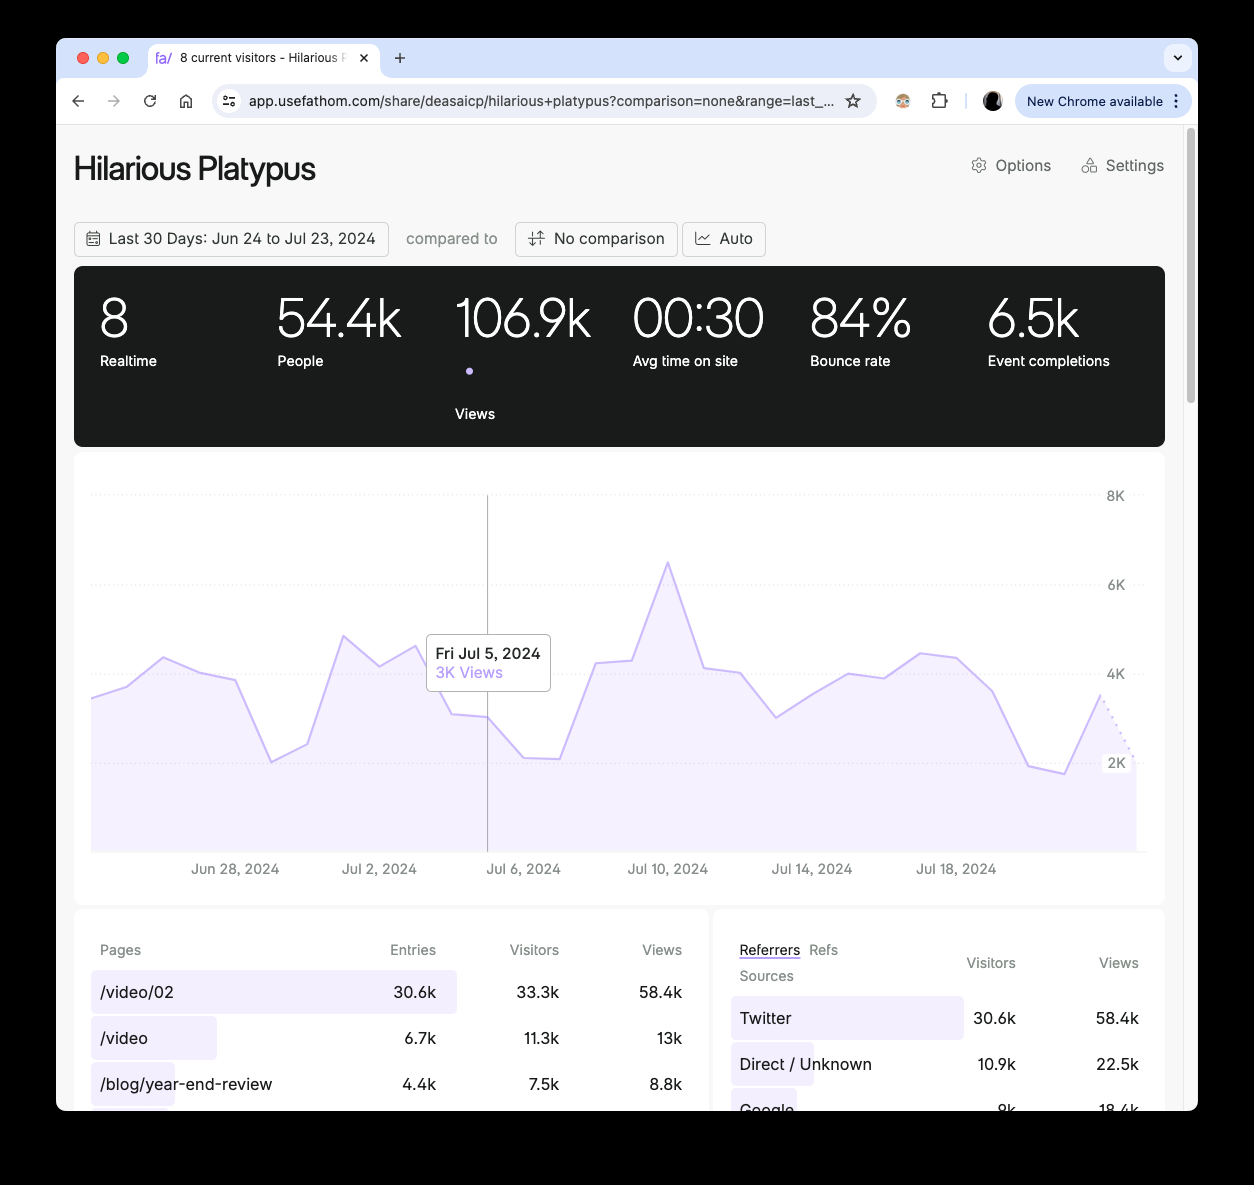 fa/ 8 current visitors - Hilarious
app.usefathom.com/share/deasaicp/hilarious+platypus?comparison=none&range=last_...
New Chrome available
Hilarious Platypus
Options
Settings
Last 30 Days: Jun 24 to Jul 23, 2024
compared to
No comparison
Auto
8
Realtime
54.4k
People
106.9k
Views
00:30
Avg time on site
84%
Bounce rate
6.5k
Event completions
8K
6K
4K
2K
Fri Jul 5, 2024
3K Views
Jun 28, 2024 Jul 2, 2024 Jul 6, 2024 Jul 10, 2024 Jul 14, 2024 Jul 18, 2024
Pages Entries Visitors Views
/video/02 30.6k 33.3k 58.4k
/video 6.7k 11.3k 13k
/blog/year-end-review 4.4k 7.5k 8.8k
Referrers Refs
Sources
Visitors Views
Twitter 30.6k 58.4k
Direct / Unknown 10.9k 22.5k
Google 9k 18.4k